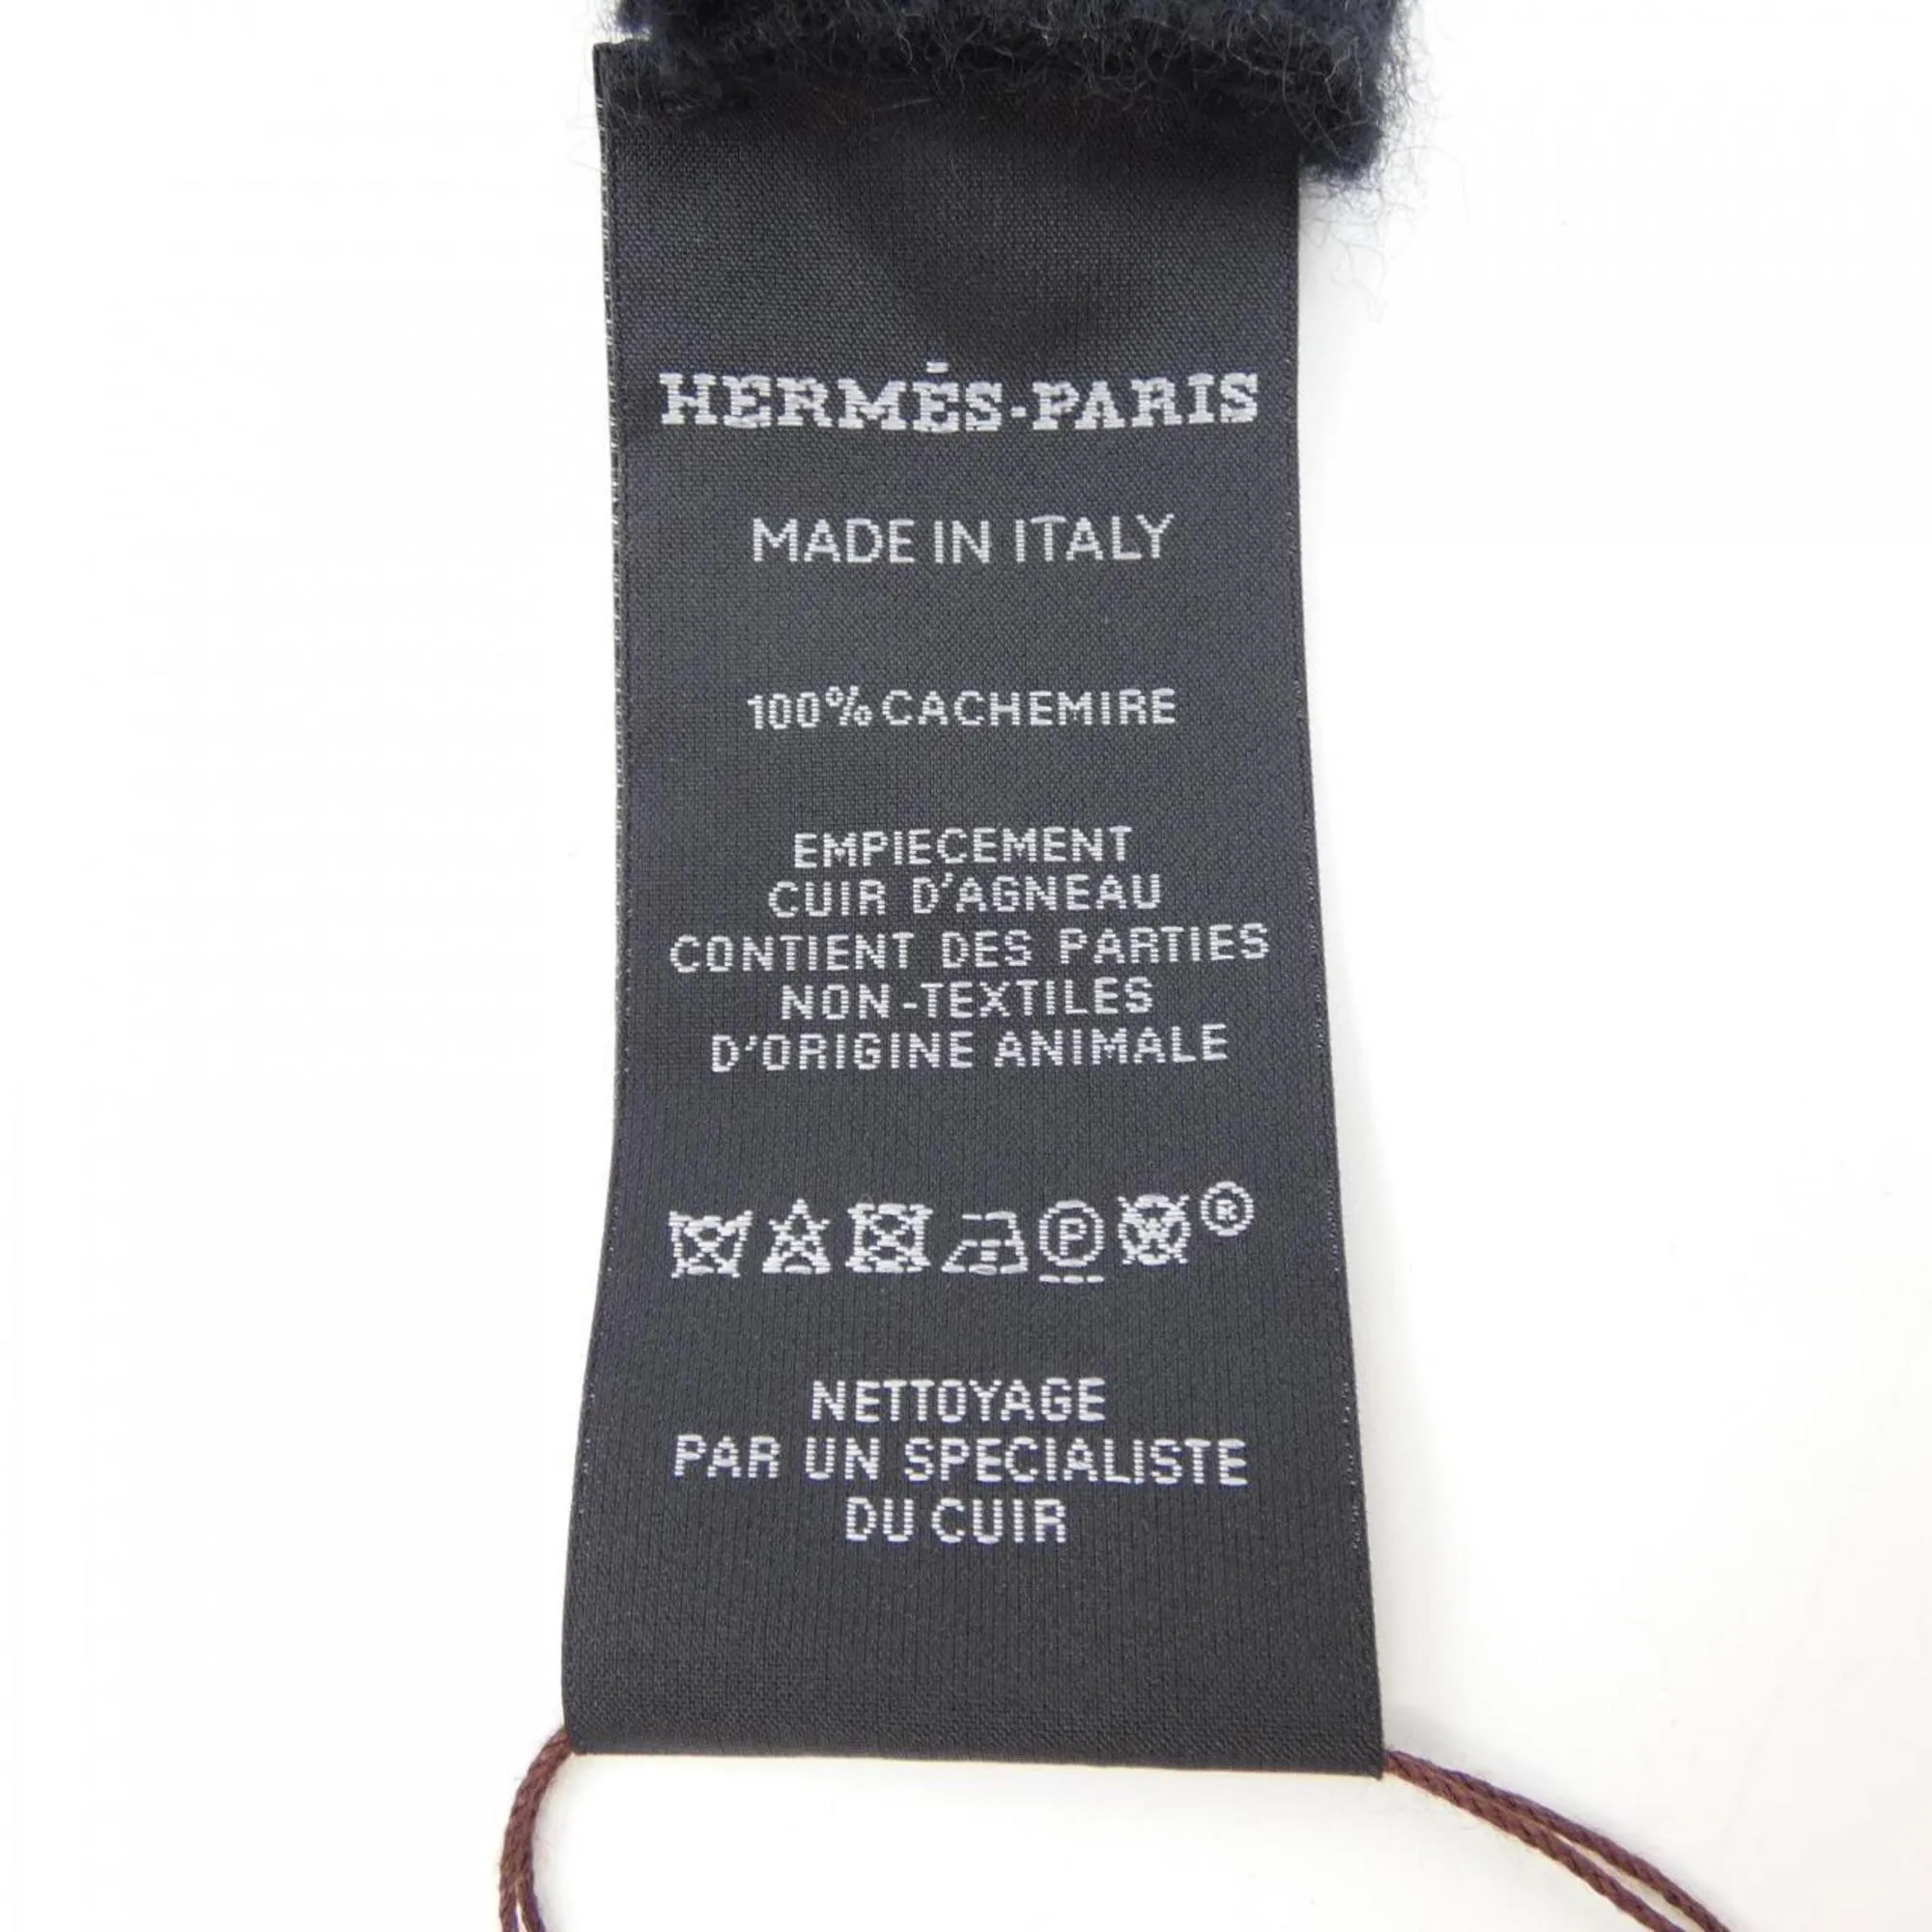 HERMÈS-PARIS
MADE IN ITALY
100% CACHEMIRE
EMPIECEMENT
CUIR D'AGNEAU
CONTIENT DES PARTIES
NON-TEXTILES
D'ORIGINE ANIMALE
P W ®
NETTOYAGE
PAR UN SPECIALISTE
DU CUIR